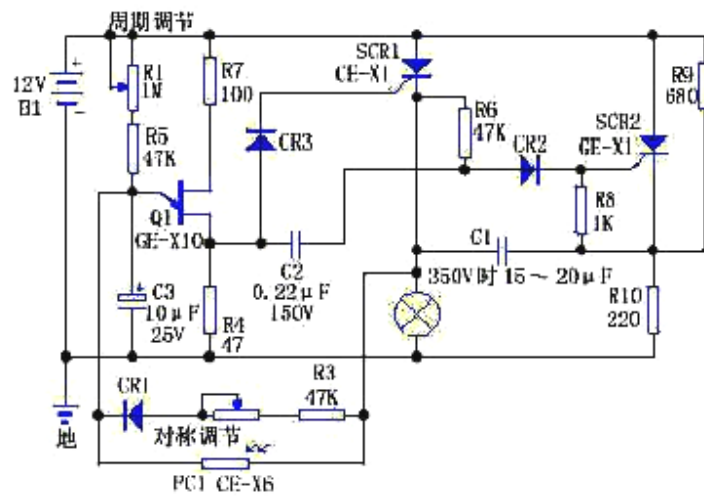 周期调节
12V
B1
R1
1M
R5
47K
R7
100
SCR1
CE-X1
CR3
R6
47K
CR2
SCR2
GE-X1
R9
680
Q1
GE-X10
R8
1K
C1
350V时 15～20μF
C2
0.22μF
150V
C3
10μF
25V
R4
47
R10
220
地
CR1
对称调节
R3
47K
PC1 CE-X6